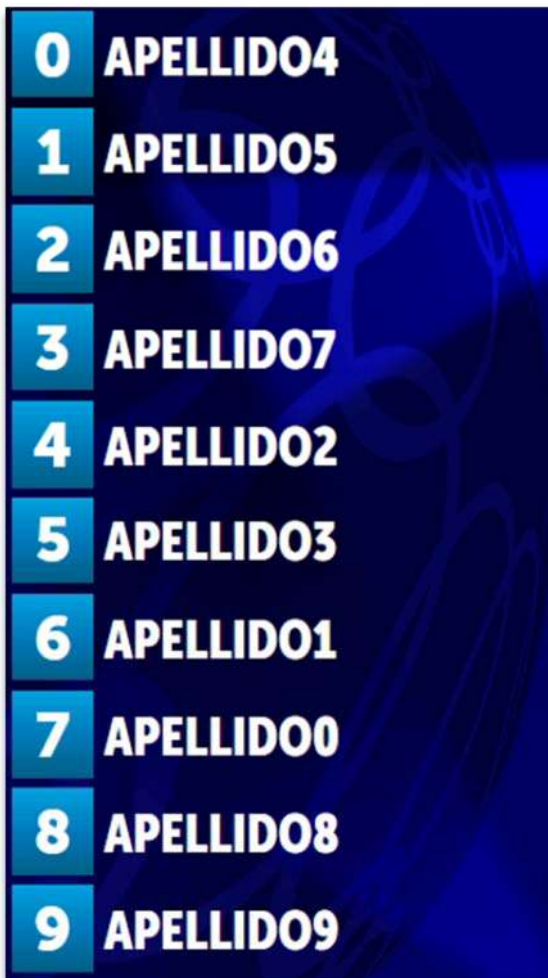 0 APELLIDO4
1 APELLIDO5
2 APELLIDO6
3 APELLIDO7
4 APELLIDO2
5 APELLIDO3
6 APELLIDO1
7 APELLIDO0
8 APELLIDO8
9 APELLIDO9